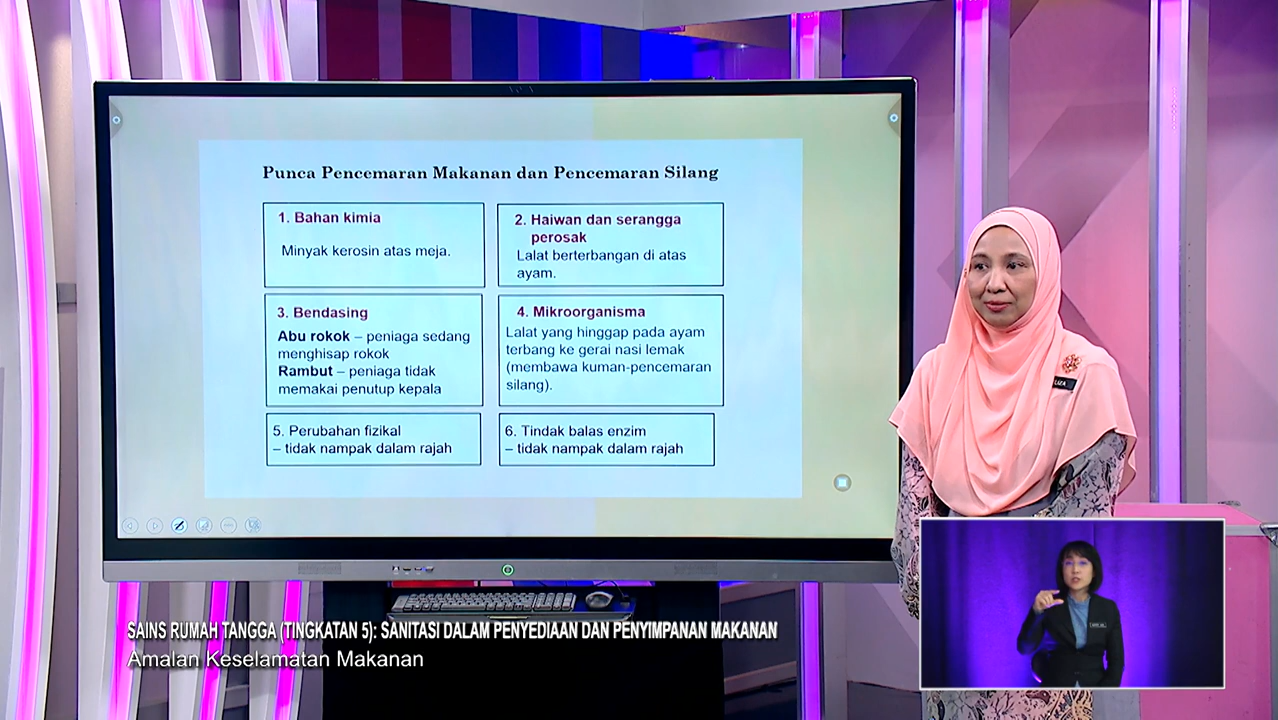 Punca Pencemaran Makanan dan Pencemaran Silang
1. Bahan kimia
Minyak kerosin atas meja.
2. Haiwan dan serangga
perosak
Lalat berterbangan di atas
ayam.
3. Bendasing
Abu rokok – peniaga sedang
menghisap rokok
Rambut – peniaga tidak
memakai penutup kepala
4. Mikroorganisma
Lalat yang hinggap pada ayam
terbang ke gerai nasi lemak
(membawa kuman-pencemaran
silang).
5. Perubahan fizikal
– tidak nampak dalam rajah
6. Tindak balas enzim
– tidak nampak dalam rajah
SAINS RUMAH TANGGA (TINGKATAN 5): SANITASI DALAM PENYEDIAAN DAN PENYIMPANAN MAKANAN
Amalan Keselamatan Makanan